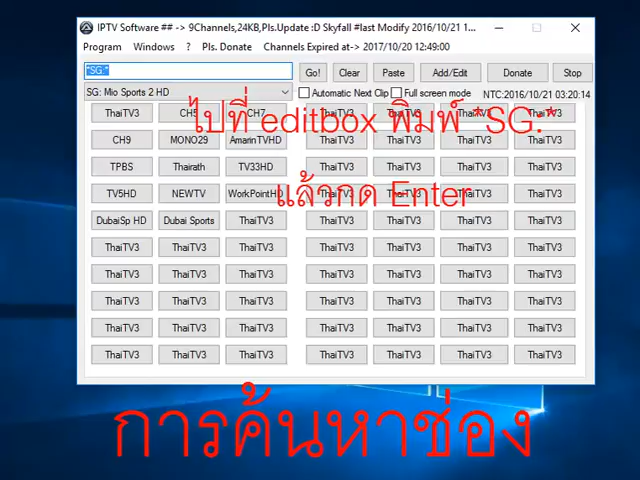 IPTV Software ## -> 9Channels,24KB,Pls.Update :D Skyfall #last Modify 2016/10/21 1...
Program Windows ? Pls. Donate Channels Expired at-> 2017/10/20 12:49:00
*SG:* Go! Clear Paste Add/Edit Donate Stop
SG: Mio Sports 2 HD Automatic Next Clip Full screen mode NTC:2016/10/21 03:20:14
ThaiTV3 CH5 CH7 ThaiTV3 ThaiTV3 ThaiTV3 ThaiTV3
ไปที่ editbox พิมพ์ *SG:*
CH9 MONO29 AmarinTVHD ThaiTV3 ThaiTV3 ThaiTV3 ThaiTV3
TPBS Thairath TV33HD ThaiTV3 ThaiTV3 ThaiTV3 ThaiTV3
TV5HD NEWTV WorkPointHD ThaiTV3 ThaiTV3 ThaiTV3 ThaiTV3
แล้วกด Enter
DubaiSp HD Dubai Sports ThaiTV3 ThaiTV3 ThaiTV3 ThaiTV3 ThaiTV3
ThaiTV3 ThaiTV3 ThaiTV3 ThaiTV3 ThaiTV3 ThaiTV3 ThaiTV3
ThaiTV3 ThaiTV3 ThaiTV3 ThaiTV3 ThaiTV3 ThaiTV3 ThaiTV3
ThaiTV3 ThaiTV3 ThaiTV3 ThaiTV3 ThaiTV3 ThaiTV3 ThaiTV3
ThaiTV3 ThaiTV3 ThaiTV3 ThaiTV3 ThaiTV3 ThaiTV3 ThaiTV3
ThaiTV3 ThaiTV3 ThaiTV3 ThaiTV3 ThaiTV3 ThaiTV3 ThaiTV3
การค้นหาช่อง